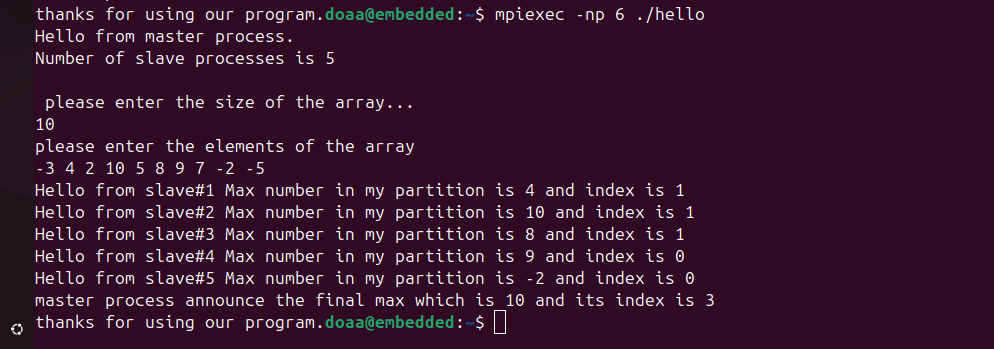 thanks for using our program.doaa@embedded:~$ mpiexec -np 6 ./hello
Hello from master process.
Number of slave processes is 5
please enter the size of the array...
10
please enter the elements of the array
-3 4 2 10 5 8 9 7 -2 -5
Hello from slave#1 Max number in my partition is 4 and index is 1
Hello from slave#2 Max number in my partition is 10 and index is 1
Hello from slave#3 Max number in my partition is 8 and index is 1
Hello from slave#4 Max number in my partition is 9 and index is 0
Hello from slave#5 Max number in my partition is -2 and index is 0
master process announce the final max which is 10 and its index is 3
thanks for using our program.doaa@embedded:~$